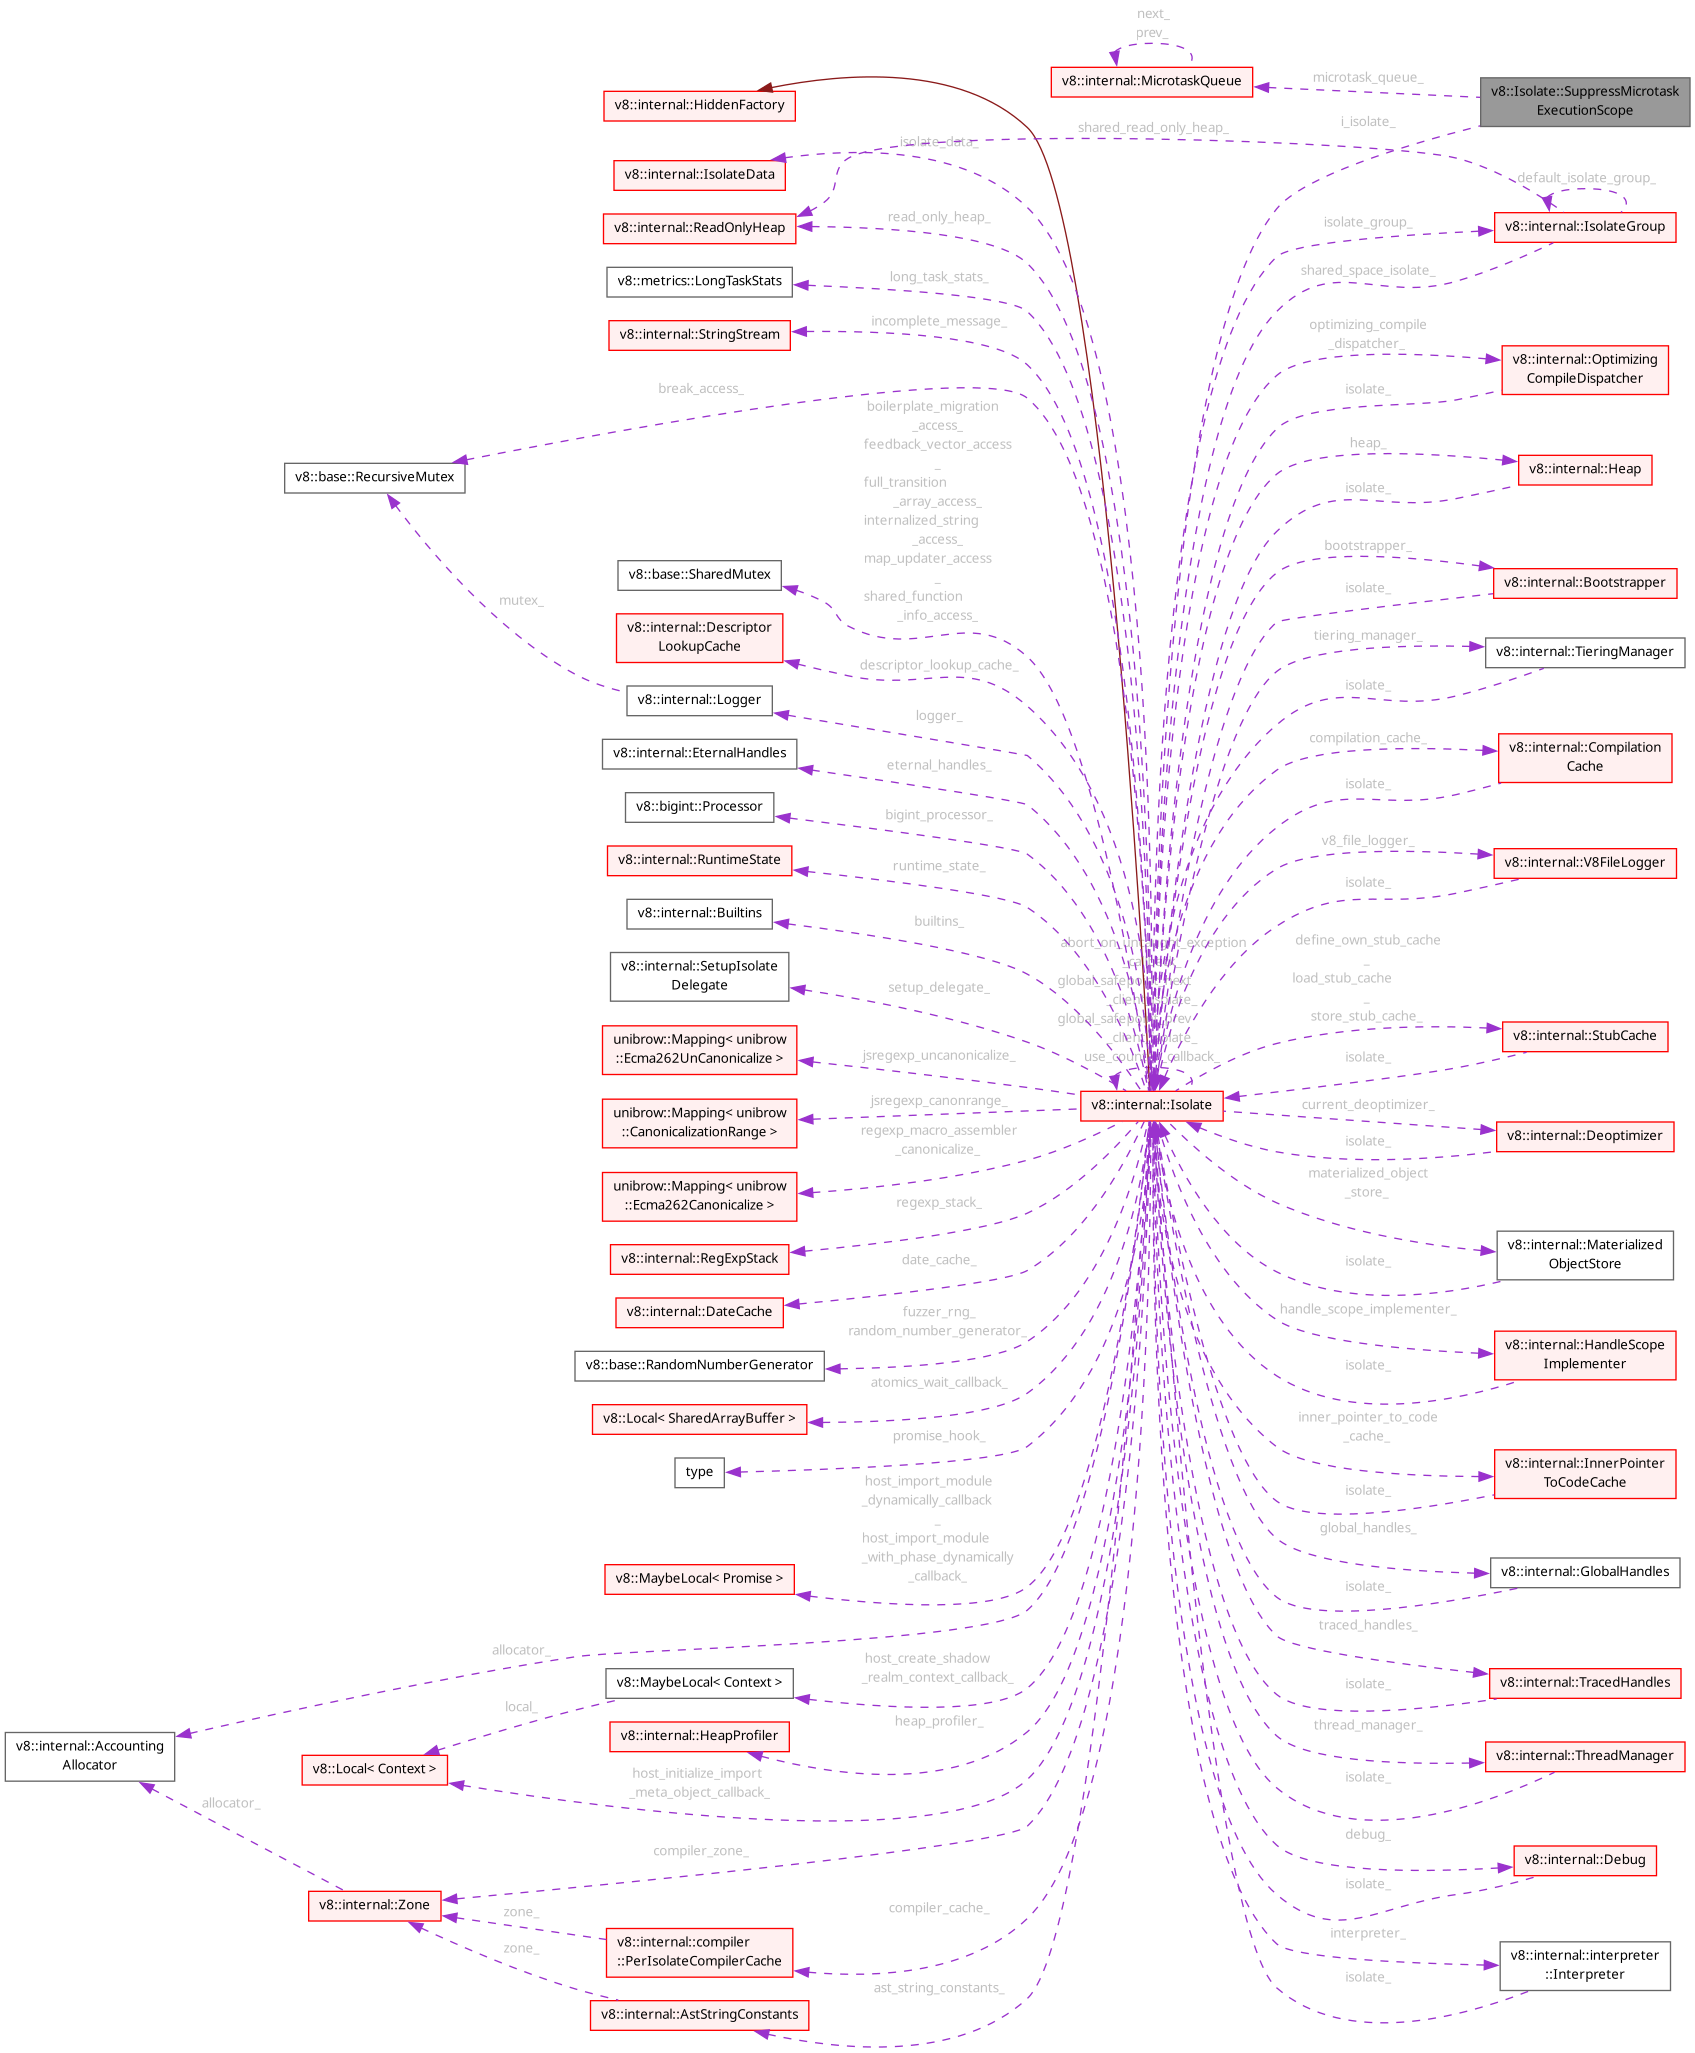 next_
prev_
v8::internal::MicrotaskQueue
microtask_queue_
v8::Isolate::SuppressMicrotask
ExecutionScope
v8::internal::HiddenFactory
i_isolate_
shared_read_only_heap_
isolate_data_
v8::internal::IsolateData
default_isolate_group_
v8::internal::ReadOnlyHeap
read_only_heap_
isolate_group_
v8::internal::IsolateGroup
shared_space_isolate_
v8::metrics::LongTaskStats
long_task_stats_
v8::internal::StringStream
incomplete_message_
optimizing_compile
_dispatcher_
v8::internal::Optimizing
CompileDispatcher
break_access_
isolate_
boilerplate_migration
_access_
feedback_vector_access
_
full_transition
_array_access_
internalized_string
_access_
map_updater_access
_
shared_function
_info_access_
heap_
v8::internal::Heap
isolate_
v8::base::RecursiveMutex
bootstrapper_
v8::internal::Bootstrapper
isolate_
v8::base::SharedMutex
mutex_
v8::internal::Descriptor
LookupCache
descriptor_lookup_cache_
tiering_manager_
v8::internal::TieringManager
isolate_
v8::internal::Logger
logger_
v8::internal::EternalHandles
eternal_handles_
compilation_cache_
v8::internal::Compilation
Cache
isolate_
v8::bigint::Processor
bigint_processor_
v8::internal::RuntimeState
runtime_state_
v8_file_logger_
v8::internal::V8FileLogger
isolate_
v8::internal::Builtins
builtins_
v8::internal::SetupIsolate
Delegate
setup_delegate_
abort_on_uncaught_exception
_callback_
global_safepoint_next
_client_isolate_
global_safepoint_prev
_client_isolate_
use_counter_callback_
define_own_stub_cache
_
load_stub_cache
_
store_stub_cache_
v8::internal::StubCache
isolate_
unibrow::Mapping< unibrow
::Ecma262UnCanonicalize >
jsregexp_uncanonicalize_
v8::internal::Isolate
unibrow::Mapping< unibrow
::CanonicalizationRange >
jsregexp_canonrange_
current_deoptimizer_
v8::internal::Deoptimizer
isolate_
regexp_macro_assembler
_canonicalize_
unibrow::Mapping< unibrow
::Ecma262Canonicalize >
materialized_object
_store_
v8::internal::Materialized
ObjectStore
isolate_
regexp_stack_
v8::internal::RegExpStack
date_cache_
v8::internal::DateCache
fuzzer_rng_
random_number_generator_
v8::base::RandomNumberGenerator
handle_scope_implementer_
v8::internal::HandleScope
Implementer
isolate_
atomics_wait_callback_
v8::Local< SharedArrayBuffer >
promise_hook_
type
inner_pointer_to_code
_cache_
v8::internal::InnerPointer
ToCodeCache
isolate_
host_import_module
_dynamically_callback
_
host_import_module
_with_phase_dynamically
_callback_
v8::MaybeLocal< Promise >
global_handles_
v8::internal::GlobalHandles
isolate_
allocator_
host_create_shadow
_realm_context_callback_
v8::MaybeLocal< Context >
traced_handles_
v8::internal::TracedHandles
isolate_
local_
heap_profiler_
v8::internal::HeapProfiler
v8::internal::Accounting
Allocator
v8::Local< Context >
host_initialize_import
_meta_object_callback_
thread_manager_
v8::internal::ThreadManager
isolate_
allocator_
compiler_zone_
v8::internal::Zone
debug_
v8::internal::Debug
isolate_
zone_
compiler_cache_
v8::internal::compiler
::PerIsolateCompilerCache
zone_
interpreter_
v8::internal::interpreter
::Interpreter
isolate_
ast_string_constants_
v8::internal::AstStringConstants